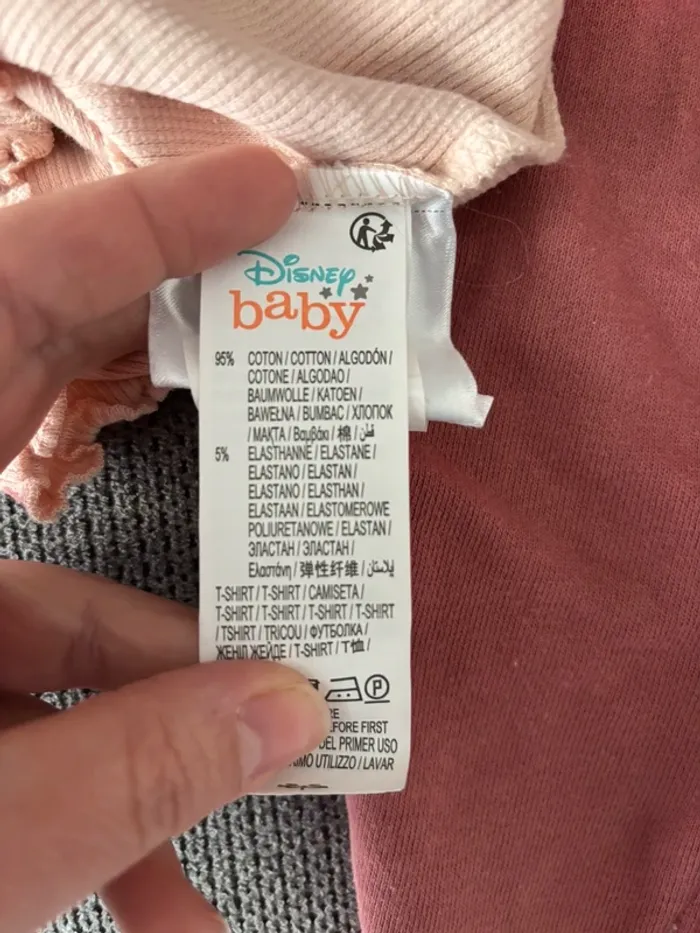 Disney
baby
95% COTON / COTTON / ALGODÓN /
COTONE / ALGODAO /
BAUMWOLLE / KATOEN /
BAWEŁNA / BUMBAC / ХЛОПОК
/ МАҚТА / Βαμβάκι / 棉 / قطن
5% ELASTHANNE / ELASTANE /
ELASTANO / ELASTAN /
ELASTANO / ELASTHAN /
ELASTAAN / ELASTOMEROWE
POLIURETANOWE / ELASTAN /
ЭЛАСТАН / ЭЛАСТАН /
Ελαστάνη / 弹性纤维 / إيلاستان
T-SHIRT / T-SHIRT / CAMISETA /
T-SHIRT / T-SHIRT / T-SHIRT / T-SHIRT
/ TSHIRT / TRICOU / ФУТБОЛКА /
ЖЕНІЛ ЖЕЙДЕ / T-SHIRT / T恤 /
P
FIRST
DEL PRIMER USO
UTILIZZO / LAVAR